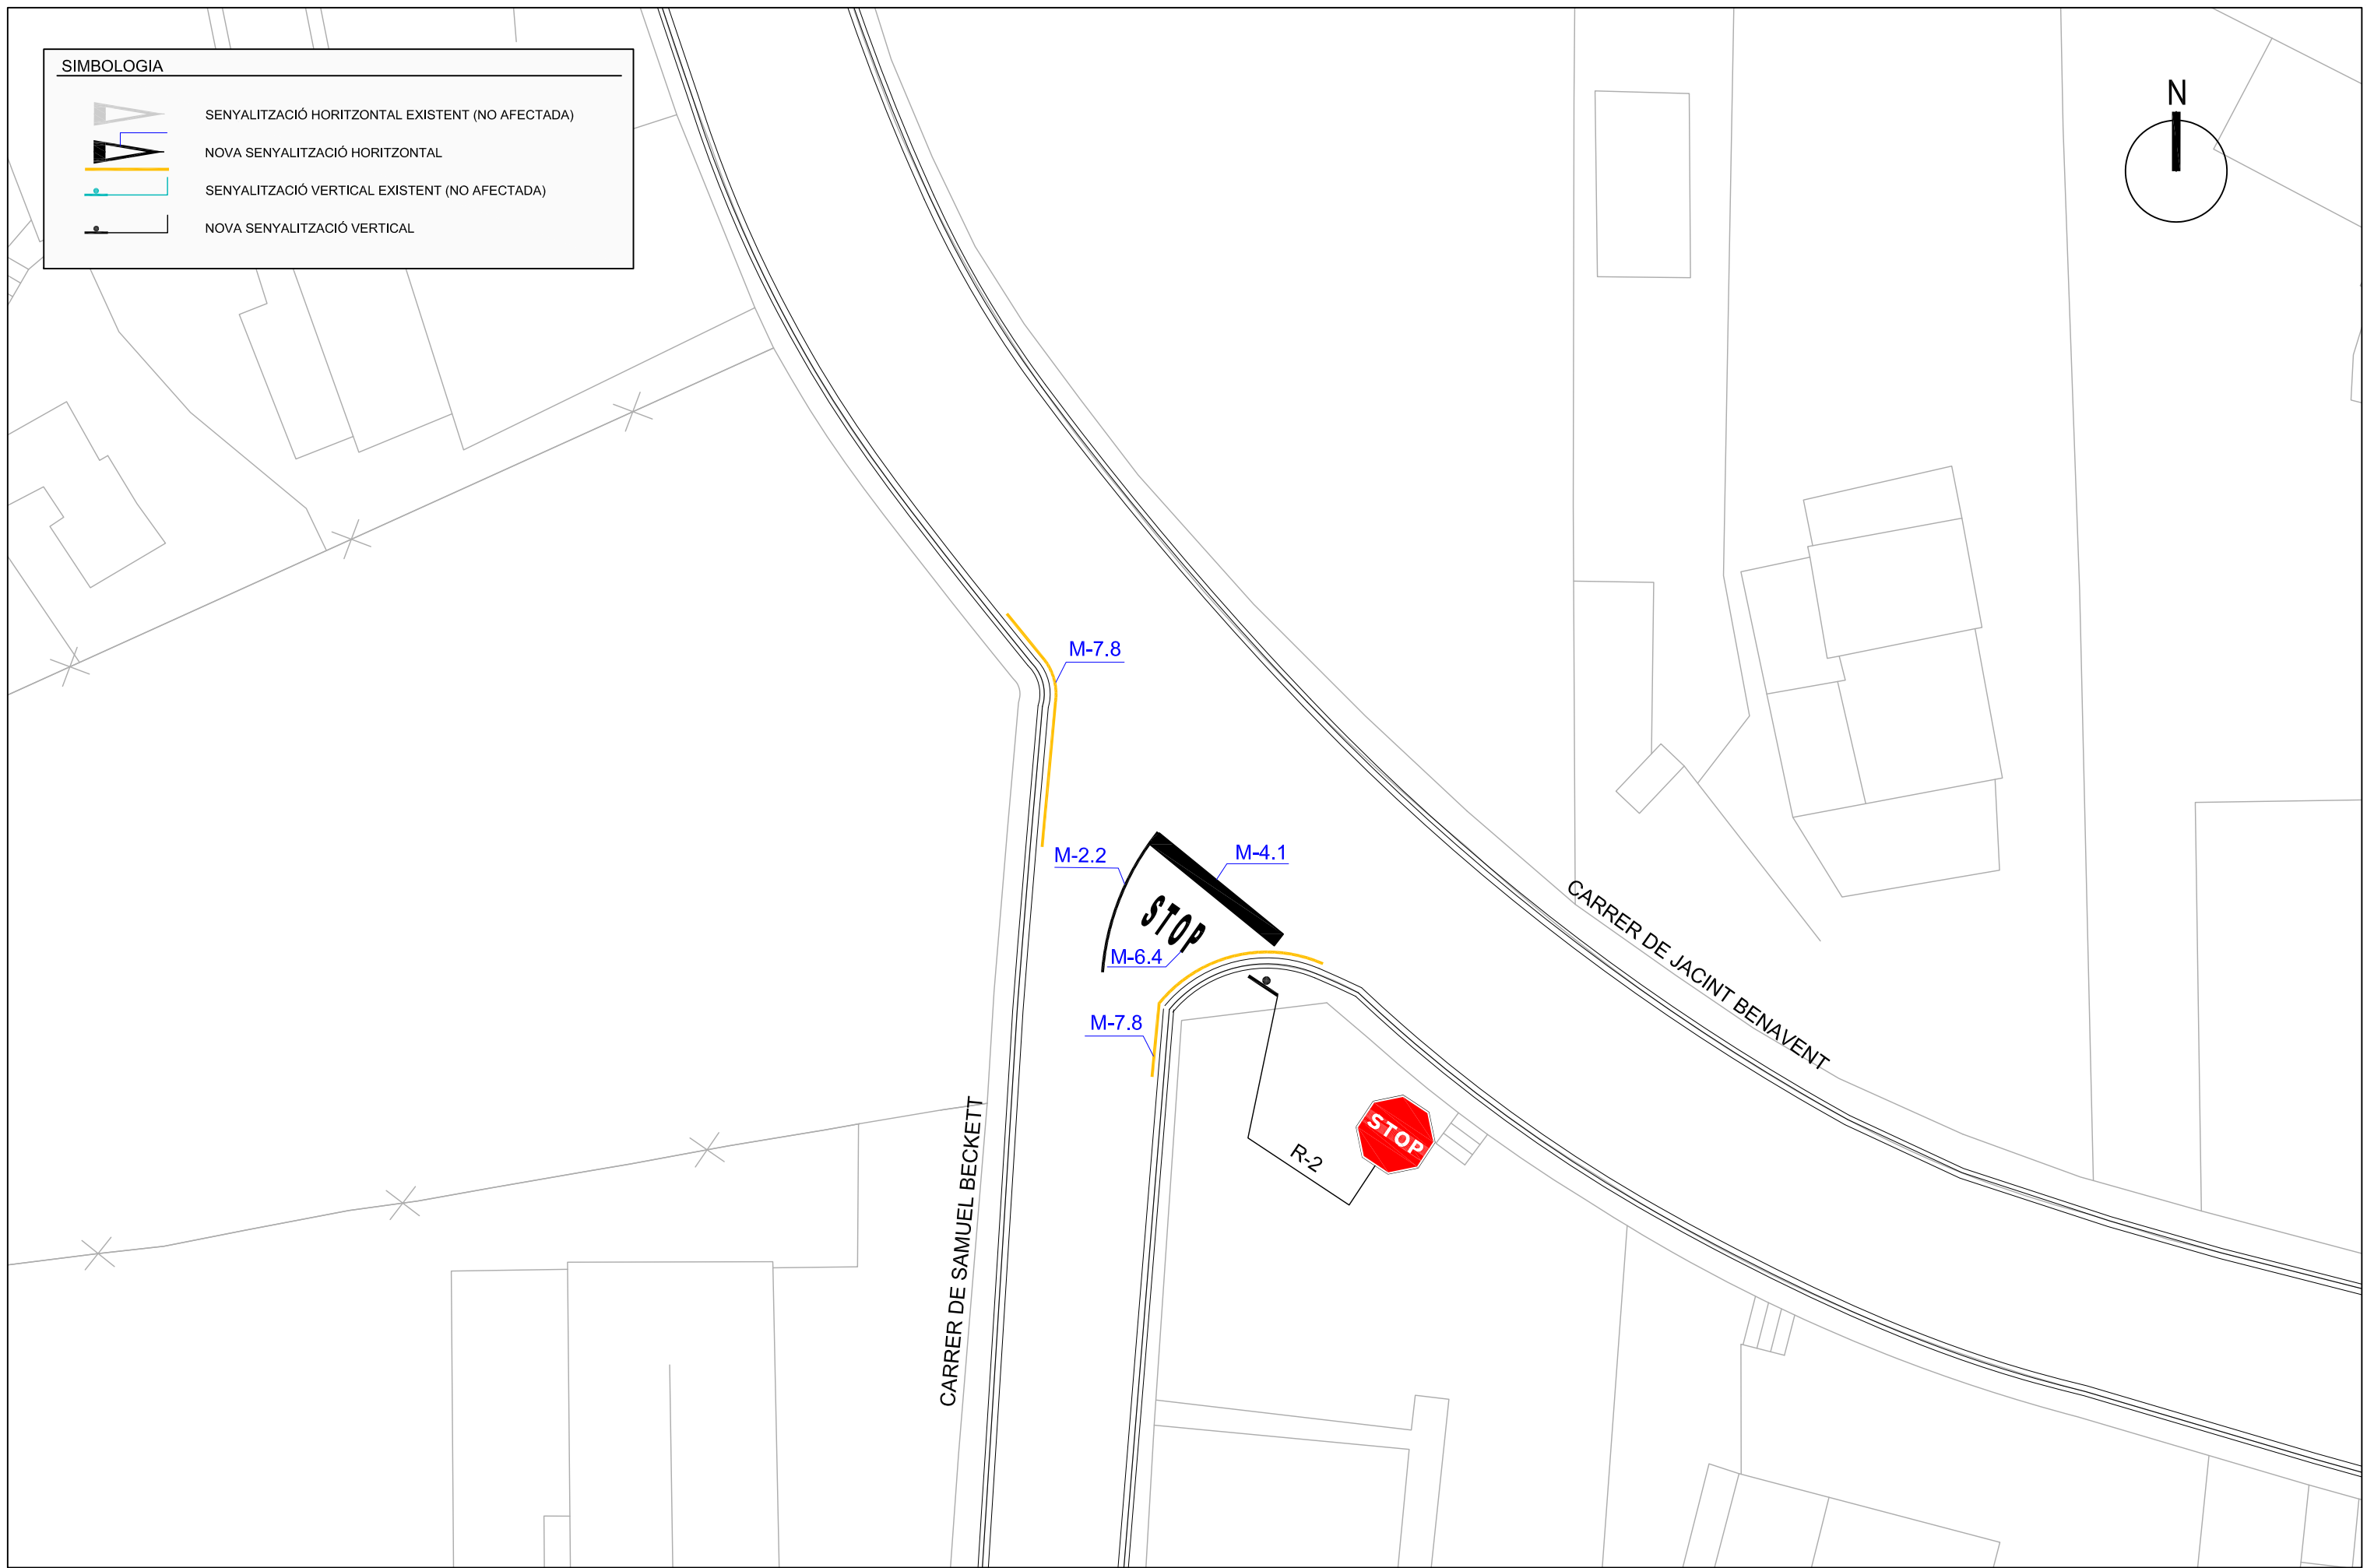 SIMBOLOGIA
SENYALITZACIÓ HORITZONTAL EXISTENT (NO AFECTADA)
NOVA SENYALITZACIÓ HORITZONTAL
SENYALITZACIÓ VERTICAL EXISTENT (NO AFECTADA)
NOVA SENYALITZACIÓ VERTICAL
N
M-7.8
M-2.2
M-4.1
STOP
M-6.4
M-7.8
CARRER DE JACINT BENAVENT
CARRER DE SAMUEL BECKETT
R-2
STOP